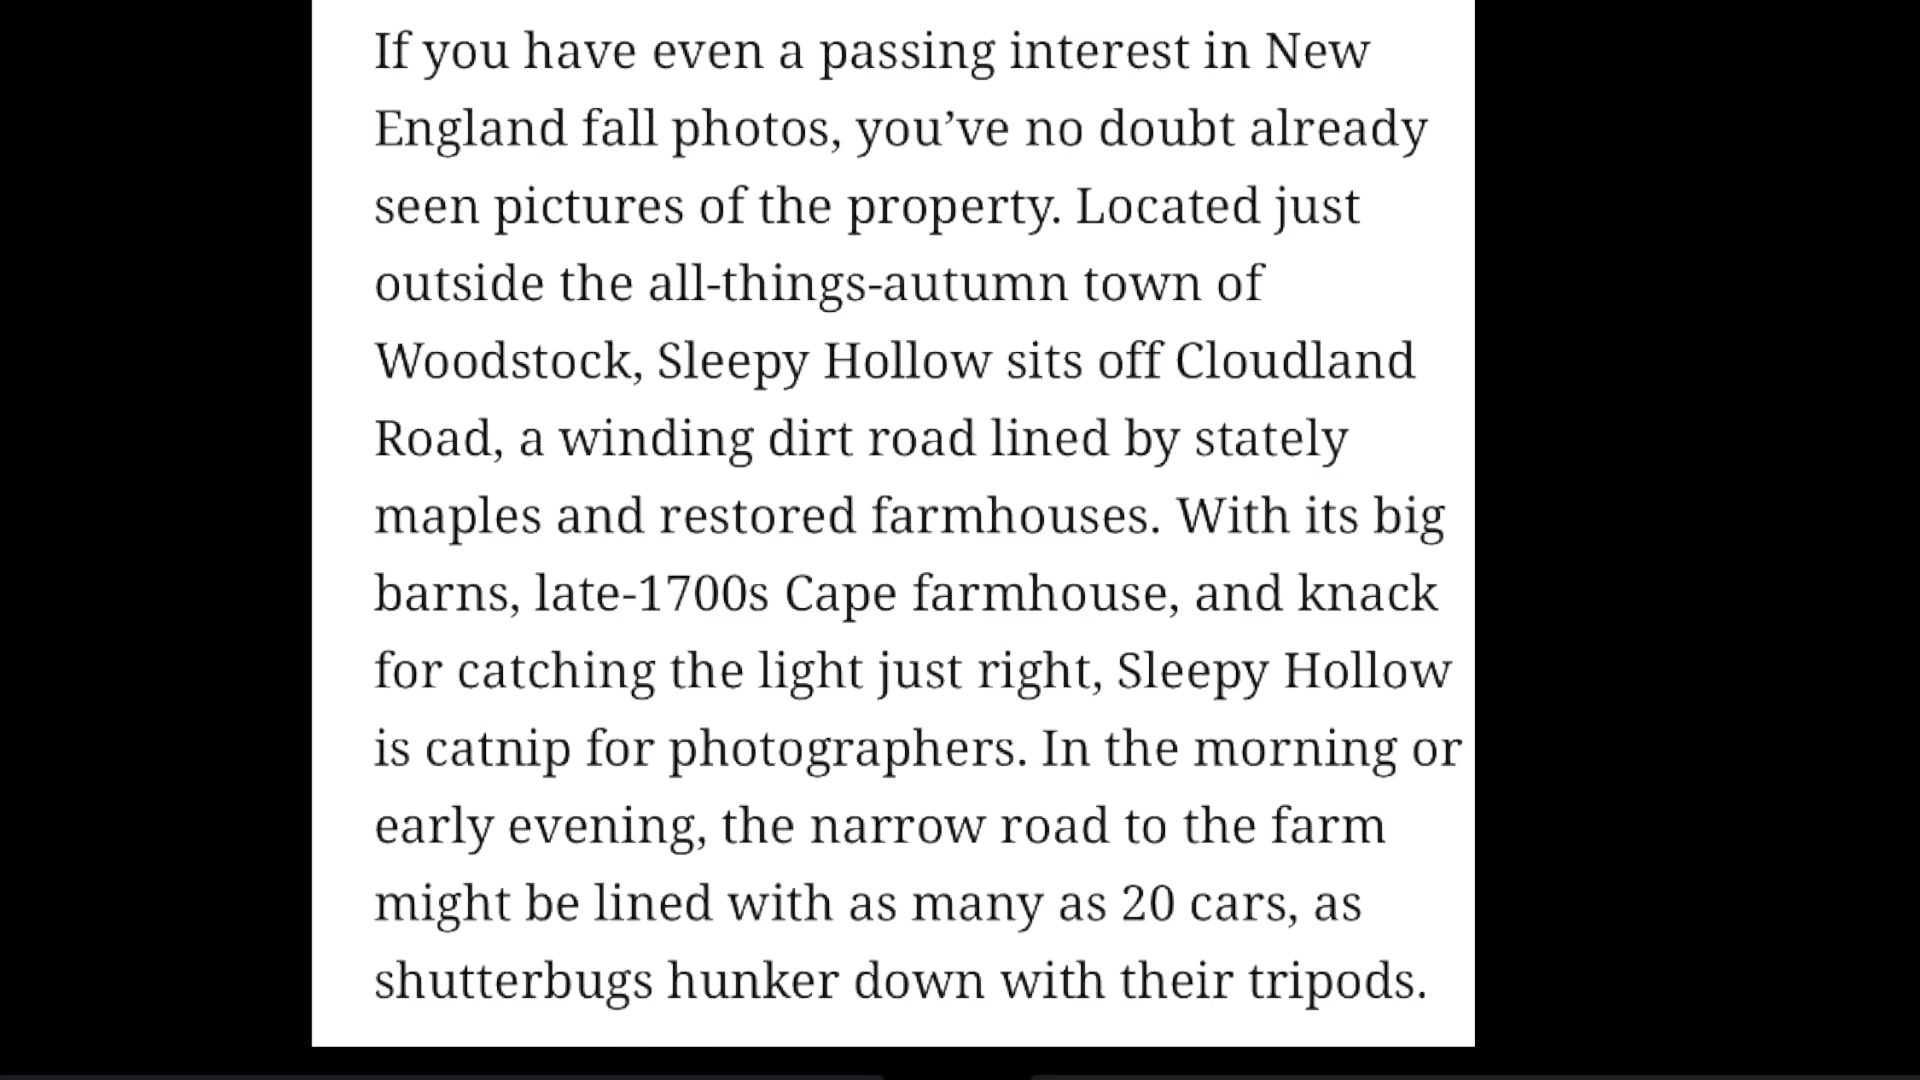 If you have even a passing interest in New
England fall photos, you’ve no doubt already
seen pictures of the property. Located just
outside the all-things-autumn town of
Woodstock, Sleepy Hollow sits off Cloudland
Road, a winding dirt road lined by stately
maples and restored farmhouses. With its big
barns, late-1700s Cape farmhouse, and knack
for catching the light just right, Sleepy Hollow
is catnip for photographers. In the morning or
early evening, the narrow road to the farm
might be lined with as many as 20 cars, as
shutterbugs hunker down with their tripods.